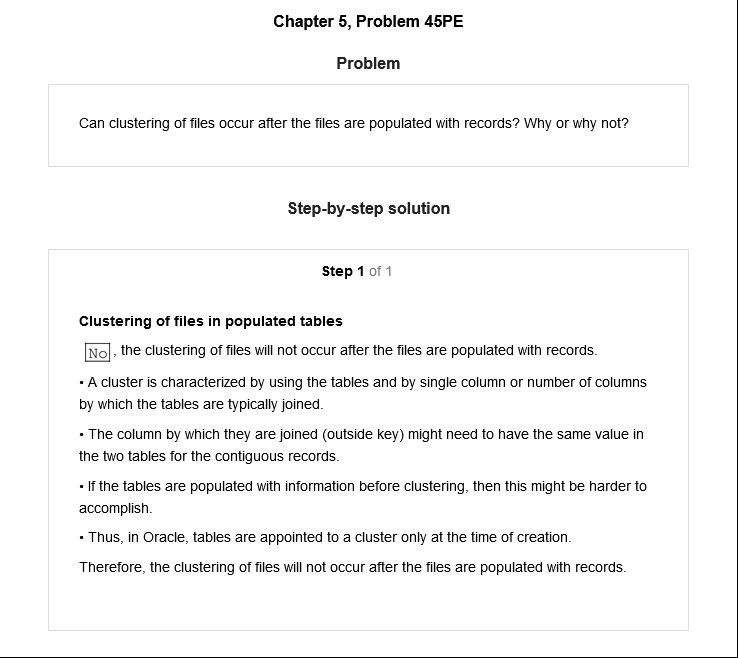 Chapter 5, Problem 45PE
Problem
Can clustering of files occur after the files are populated with records? Why or why not?
Step-by-step solution
Step 1 of 1
Clustering of files in populated tables
No , the clustering of files will not occur after the files are populated with records.
• A cluster is characterized by using the tables and by single column or number of columns
by which the tables are typically joined.
• The column by which they are joined (outside key) might need to have the same value in
the two tables for the contiguous records.
• If the tables are populated with information before clustering, then this might be harder to
accomplish.
• Thus, in Oracle, tables are appointed to a cluster only at the time of creation.
Therefore, the clustering of files will not occur after the files are populated with records.